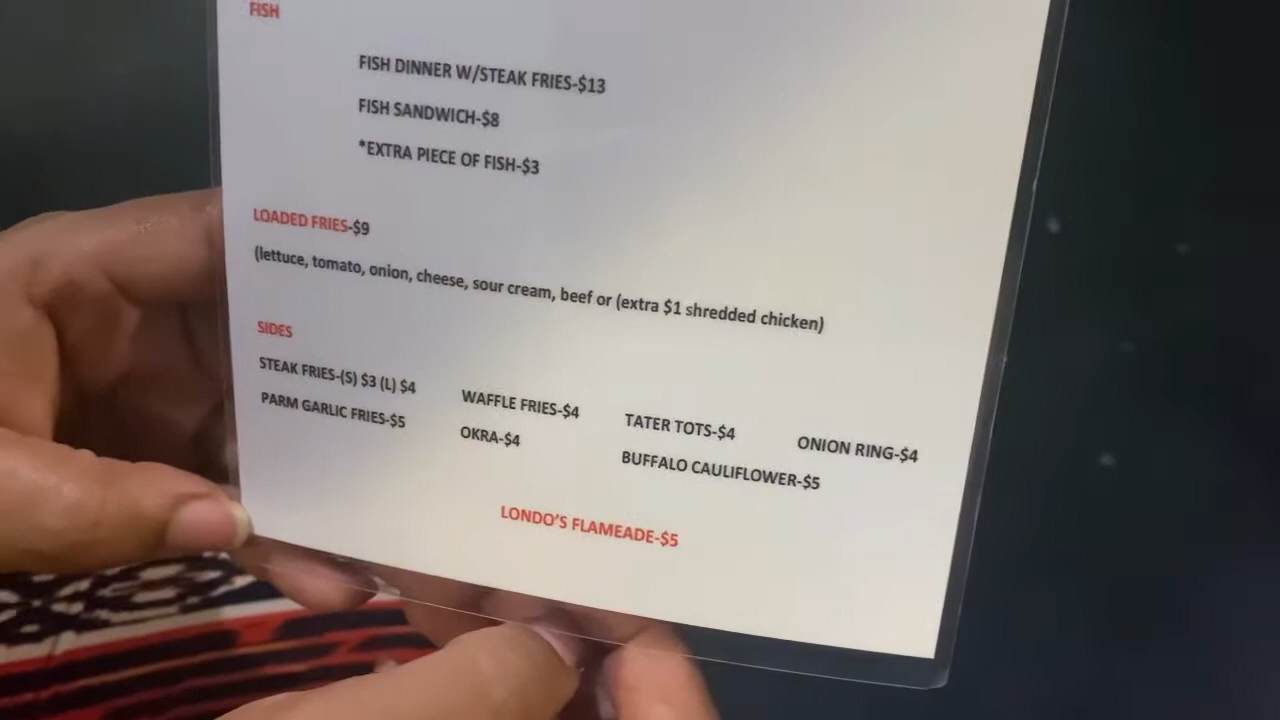 FISH
FISH DINNER W/STEAK FRIES-$13
FISH SANDWICH-$8
*EXTRA PIECE OF FISH-$3
LOADED FRIES-$9
(lettuce, tomato, onion, cheese, sour cream, beef or (extra $1 shredded chicken)
SIDES
STEAK FRIES-(S) $3 (L) $4 WAFFLE FRIES-$4 TATER TOTS-$4 ONION RING-$4
PARM GARLIC FRIES-$5 OKRA-$4 BUFFALO CAULIFLOWER-$5
LONDO'S FLAMEADE-$5